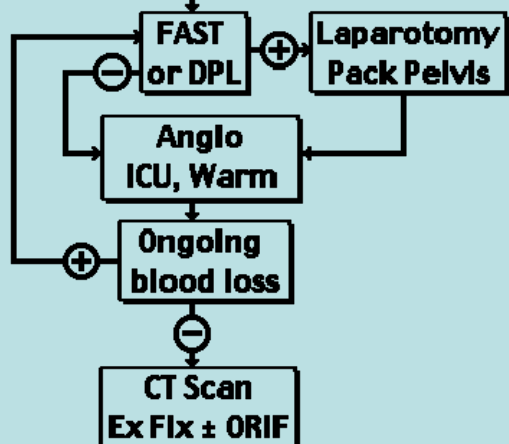 FAST
or DPL
+
Laparotomy
Pack Pelvis
−
Angio
ICU, Warm
Ongoing
blood loss
+
−
CT Scan
Ex Fix ± ORIF